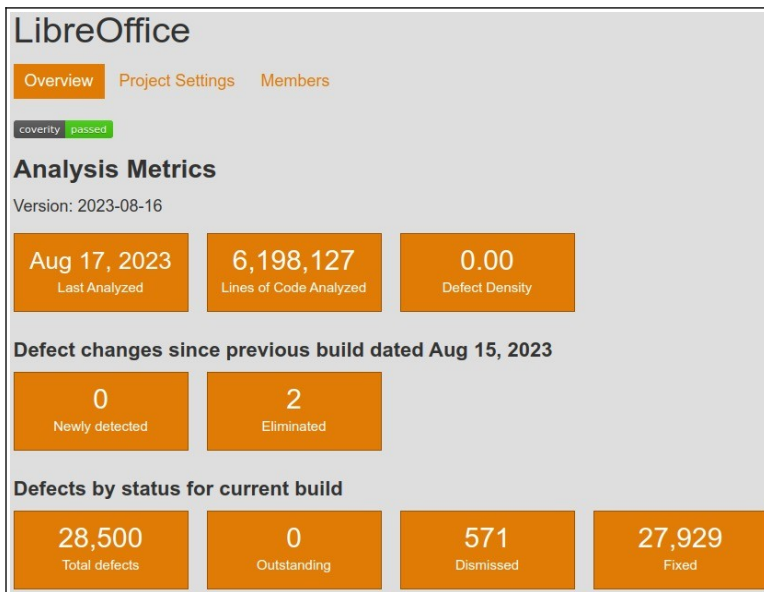 LibreOffice
Overview Project Settings Members
coverity passed
Analysis Metrics
Version: 2023-08-16
Aug 17, 2023 6,198,127 0.00
Last Analyzed Lines of Code Analyzed Defect Density
Defect changes since previous build dated Aug 15, 2023
0 2
Newly detected Eliminated
Defects by status for current build
28,500 0 571 27,929
Total defects Outstanding Dismissed Fixed